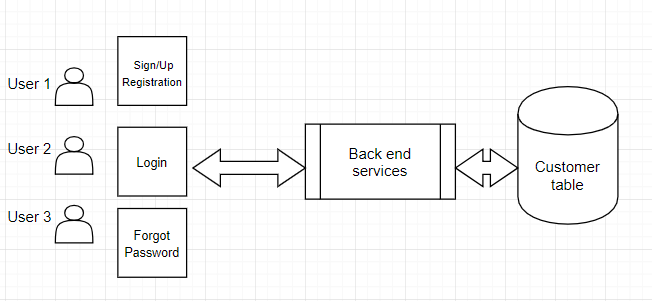 User 1
Sign/Up
Registration
User 2
Login
User 3
Forgot
Password
Back end
services
Customer
table